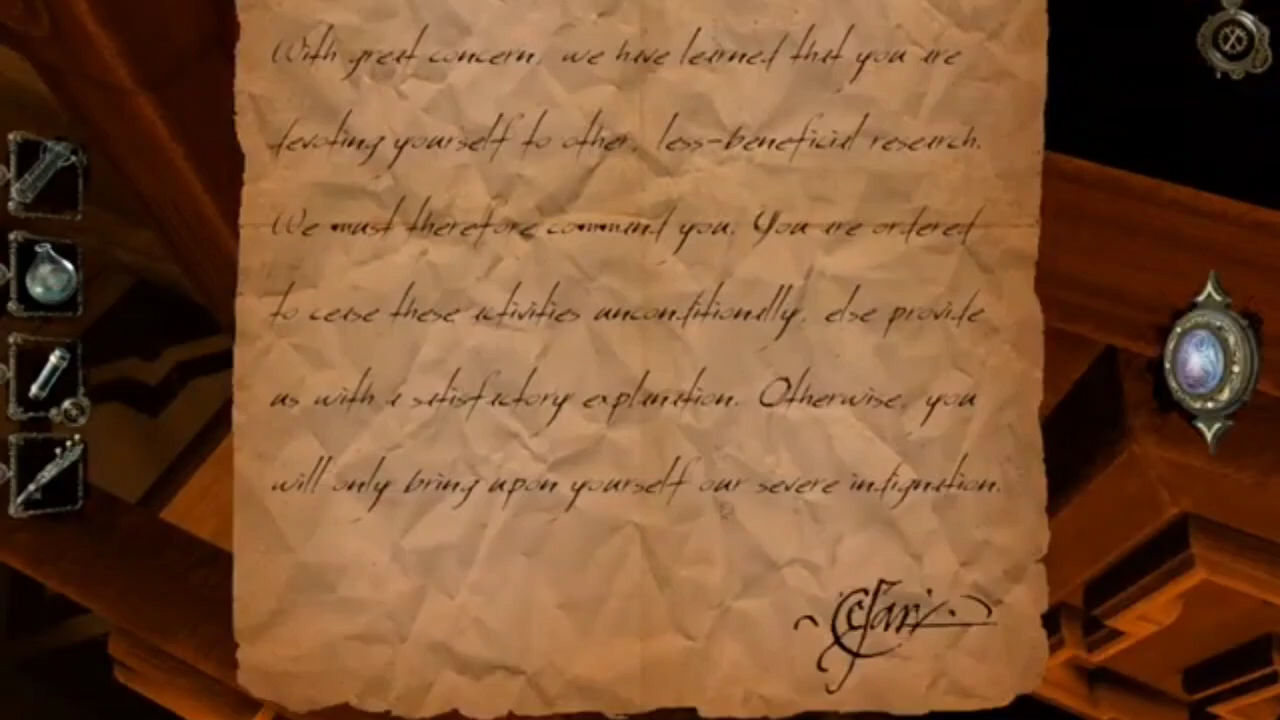 With great concern, we have learned that you are
devoting yourself to other, less-beneficial research.
We must therefore command you. You are ordered
to cease these activities unconditionally, else provide
us with a satisfactory explanation. Otherwise, you
will only bring upon yourself our severe indignation.